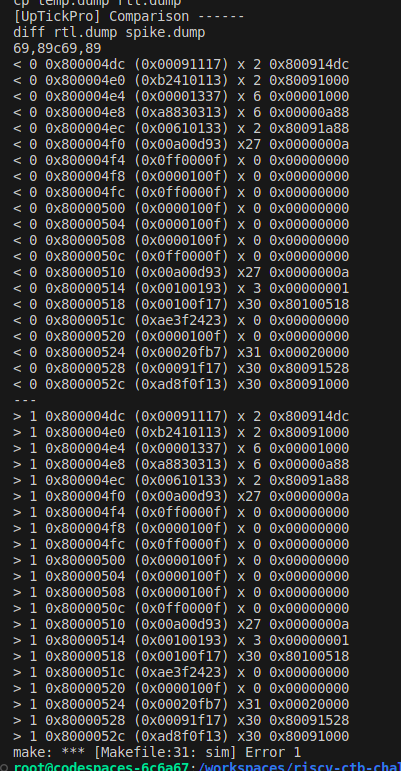 cp temp.dump rtl.dump
[UpTickPro] Comparison ------
diff rtl.dump spike.dump
69,89c69,89
< 0 0x800004dc (0x00091117) x 2 0x800914dc
< 0 0x800004e0 (0xb2410113) x 2 0x80091000
< 0 0x800004e4 (0x00001337) x 6 0x00001000
< 0 0x800004e8 (0xa8830313) x 6 0x00000a88
< 0 0x800004ec (0x00610133) x 2 0x80091a88
< 0 0x800004f0 (0x00a00d93) x27 0x0000000a
< 0 0x800004f4 (0x0ff0000f) x 0 0x00000000
< 0 0x800004f8 (0x0000100f) x 0 0x00000000
< 0 0x800004fc (0x0ff0000f) x 0 0x00000000
< 0 0x80000500 (0x0000100f) x 0 0x00000000
< 0 0x80000504 (0x0000100f) x 0 0x00000000
< 0 0x80000508 (0x0000100f) x 0 0x00000000
< 0 0x8000050c (0x0ff0000f) x 0 0x00000000
< 0 0x80000510 (0x00a00d93) x27 0x0000000a
< 0 0x80000514 (0x00100193) x 3 0x00000001
< 0 0x80000518 (0x00100f17) x30 0x80100518
< 0 0x8000051c (0xae3f2423) x 0 0x00000000
< 0 0x80000520 (0x0000100f) x 0 0x00000000
< 0 0x80000524 (0x00020fb7) x31 0x00020000
< 0 0x80000528 (0x00091f17) x30 0x80091528
< 0 0x8000052c (0xad8f0f13) x30 0x80091000
---
> 1 0x800004dc (0x00091117) x 2 0x800914dc
> 1 0x800004e0 (0xb2410113) x 2 0x80091000
> 1 0x800004e4 (0x00001337) x 6 0x00001000
> 1 0x800004e8 (0xa8830313) x 6 0x00000a88
> 1 0x800004ec (0x00610133) x 2 0x80091a88
> 1 0x800004f0 (0x00a00d93) x27 0x0000000a
> 1 0x800004f4 (0x0ff0000f) x 0 0x00000000
> 1 0x800004f8 (0x0000100f) x 0 0x00000000
> 1 0x800004fc (0x0ff0000f) x 0 0x00000000
> 1 0x80000500 (0x0000100f) x 0 0x00000000
> 1 0x80000504 (0x0000100f) x 0 0x00000000
> 1 0x80000508 (0x0000100f) x 0 0x00000000
> 1 0x8000050c (0x0ff0000f) x 0 0x00000000
> 1 0x80000510 (0x00a00d93) x27 0x0000000a
> 1 0x80000514 (0x00100193) x 3 0x00000001
> 1 0x80000518 (0x00100f17) x30 0x80100518
> 1 0x8000051c (0xae3f2423) x 0 0x00000000
> 1 0x80000520 (0x0000100f) x 0 0x00000000
> 1 0x80000524 (0x00020fb7) x31 0x00020000
> 1 0x80000528 (0x00091f17) x30 0x80091528
> 1 0x8000052c (0xad8f0f13) x30 0x80091000
make: *** [Makefile:31: sim] Error 1
root@codespaces-6c6a67:/workspaces/riscv-ctb-chal